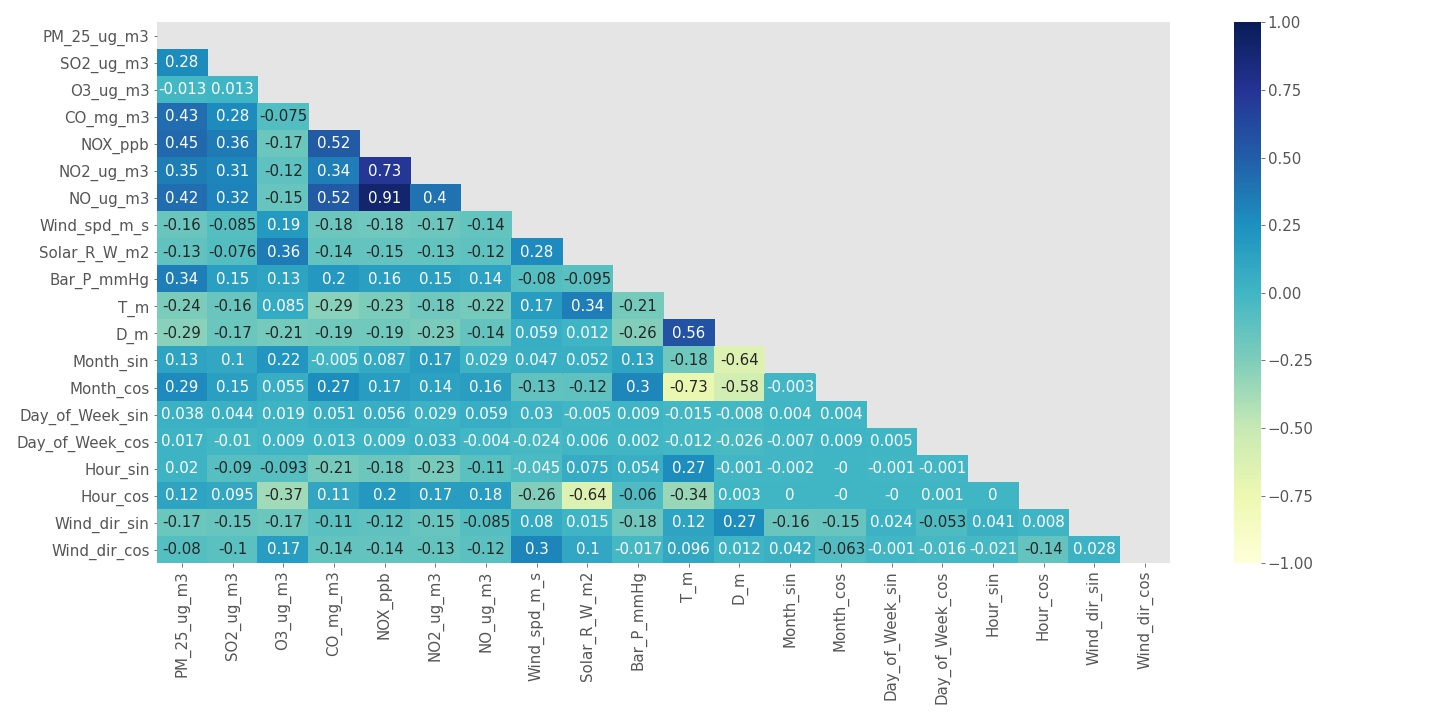 PM_25_ug_m3
SO2_ug_m3 0.28
O3_ug_m3 -0.013 0.013
CO_mg_m3 0.43 0.28 -0.075
NOX_ppb 0.45 0.36 -0.17 0.52
NO2_ug_m3 0.35 0.31 -0.12 0.34 0.73
NO_ug_m3 0.42 0.32 -0.15 0.52 0.91 0.4
Wind_spd_m_s -0.16 -0.085 0.19 -0.18 -0.18 -0.17 -0.14
Solar_R_W_m2 -0.13 -0.076 0.36 -0.14 -0.15 -0.13 -0.12 0.28
Bar_P_mmHg 0.34 0.15 0.13 0.2 0.16 0.15 0.14 -0.08 -0.095
T_m -0.24 -0.16 0.085 -0.29 -0.23 -0.18 -0.22 0.17 0.34 -0.21
D_m -0.29 -0.17 -0.21 -0.19 -0.19 -0.23 -0.14 0.059 0.012 -0.26 0.56
Month_sin 0.13 0.1 0.22 -0.005 0.087 0.17 0.029 0.047 0.052 0.13 -0.18 -0.64
Month_cos 0.29 0.15 0.055 0.27 0.17 0.14 0.16 -0.13 -0.12 0.3 -0.73 -0.58 -0.003
Day_of_Week_sin 0.038 0.044 0.019 0.051 0.056 0.029 0.059 0.03 -0.005 0.009 -0.015 -0.008 0.004 0.004
Day_of_Week_cos 0.017 -0.01 0.009 0.013 0.009 0.033 -0.004 -0.024 0.006 0.002 -0.012 -0.026 -0.007 0.009 0.005
Hour_sin 0.02 -0.09 -0.093 -0.21 -0.18 -0.23 -0.11 -0.045 0.075 0.054 0.27 -0.001 -0.002 -0 -0.001 -0.001
Hour_cos 0.12 0.095 -0.37 0.11 0.2 0.17 0.18 -0.26 -0.64 -0.06 -0.34 0.003 0 -0 -0 0.001 0
Wind_dir_sin -0.17 -0.15 -0.17 -0.11 -0.12 -0.15 -0.085 0.08 0.015 -0.18 0.12 0.27 -0.16 -0.15 0.024 -0.053 0.041 0.008
Wind_dir_cos -0.08 -0.1 0.17 -0.14 -0.14 -0.13 -0.12 0.3 0.1 -0.017 0.096 0.012 0.042 -0.063 -0.001 -0.016 -0.021 -0.14 0.028
PM_25_ug_m3
SO2_ug_m3
O3_ug_m3
CO_mg_m3
NOX_ppb
NO2_ug_m3
NO_ug_m3
Wind_spd_m_s
Solar_R_W_m2
Bar_P_mmHg
T_m
D_m
Month_sin
Month_cos
Day_of_Week_sin
Day_of_Week_cos
Hour_sin
Hour_cos
Wind_dir_sin
Wind_dir_cos
1.00
0.75
0.50
0.25
0.00
−0.25
−0.50
−0.75
−1.00